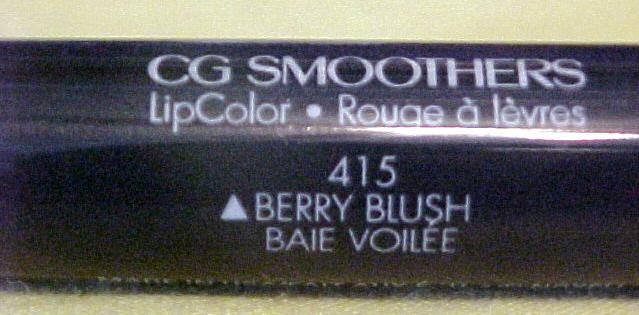 CG SMOOTHERS
LipColor • Rouge à lèvres
415
▲ BERRY BLUSH
BAIE VOILÉE